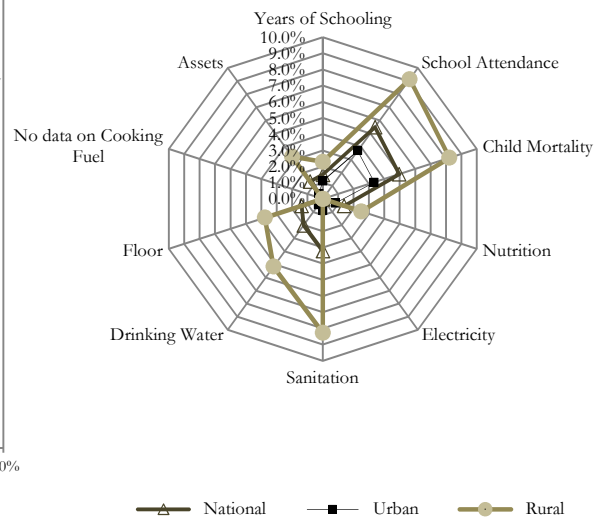 Years of Schooling
10.0%
9.0%
8.0%
7.0%
6.0%
5.0%
4.0%
3.0%
2.0%
1.0%
0.0%
School Attendance
Child Mortality
Nutrition
Electricity
Sanitation
Drinking Water
Floor
No data on Cooking
Fuel
Assets
0%
National Urban Rural